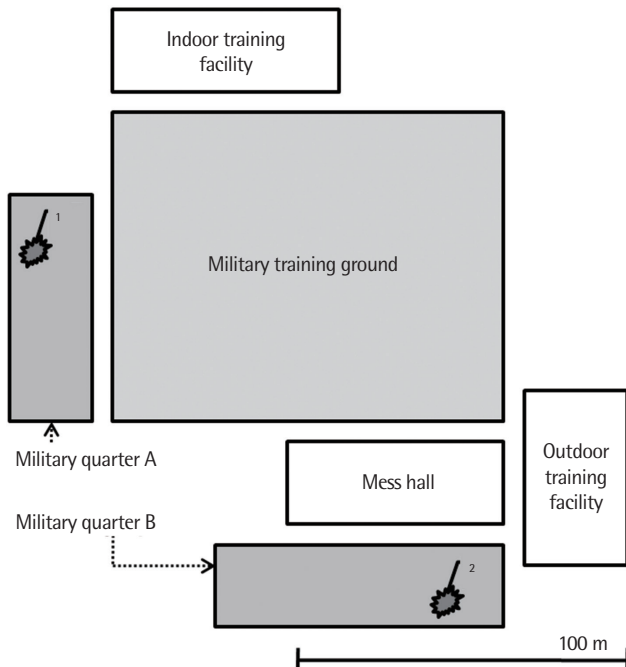 Indoor training
facility
1
Military training ground
Military quarter A
Mess hall
Outdoor
training
facility
Military quarter B
2
100 m